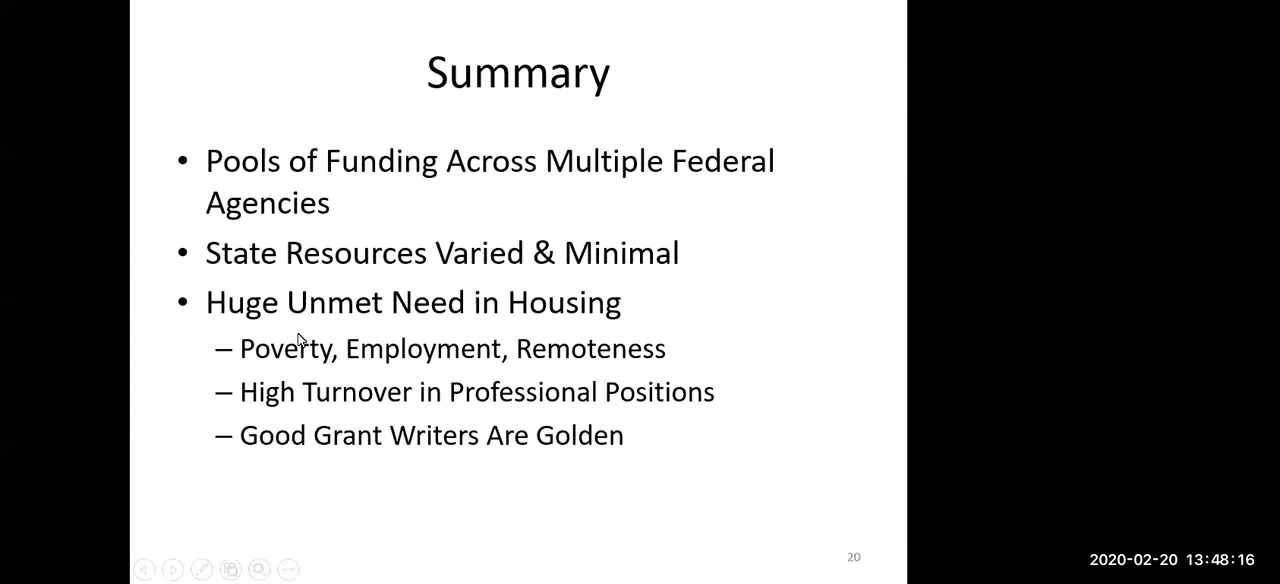 Summary
• Pools of Funding Across Multiple Federal
Agencies
• State Resources Varied & Minimal
• Huge Unmet Need in Housing
– Poverty, Employment, Remoteness
– High Turnover in Professional Positions
– Good Grant Writers Are Golden
20
2020-02-20 13:48:16